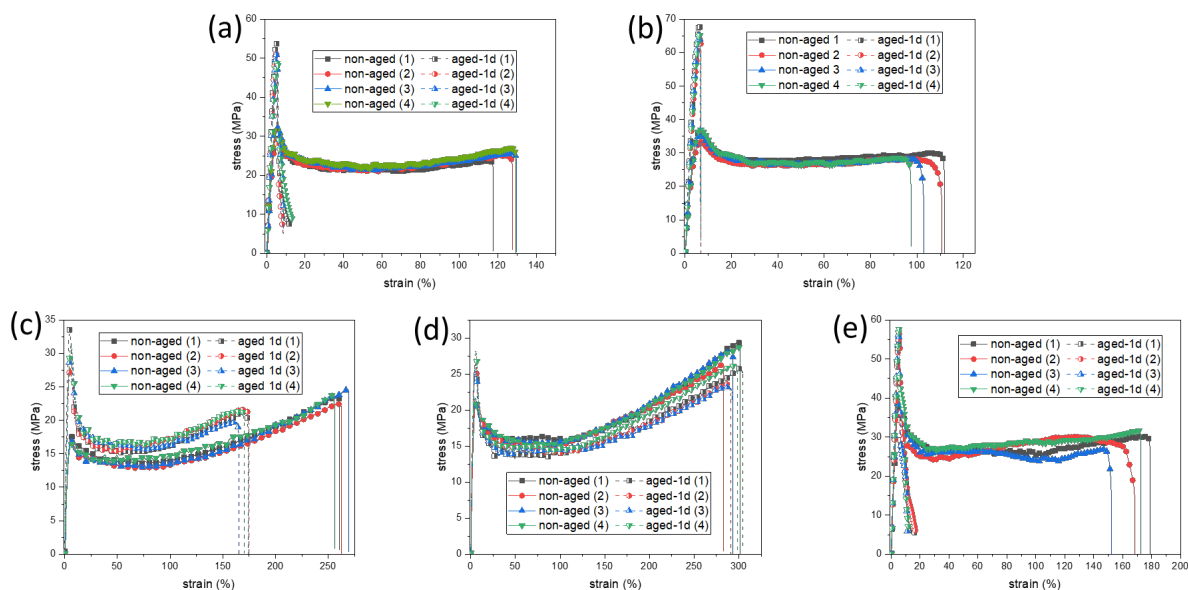 (a)
60
50
40
30
20
10
0
stress (MPa)
non-aged (1) aged-1d (1)
non-aged (2) aged-1d (2)
non-aged (3) aged-1d (3)
non-aged (4) aged-1d (4)
0 20 40 60 80 100 120 140
strain (%)
(b)
70
60
50
40
30
20
10
0
stress (MPa)
non-aged 1 aged-1d (1)
non-aged 2 aged-1d (2)
non-aged 3 aged-1d (3)
non-aged 4 aged-1d (4)
0 20 40 60 80 100 120
strain (%)
(c)
35
30
25
20
15
10
5
0
stress (MPa)
non-aged (1) aged 1d (1)
non-aged (2) aged 1d (2)
non-aged (3) aged 1d (3)
non-aged (4) aged 1d (4)
0 50 100 150 200 250
strain (%)
(d)
30
25
20
15
10
5
0
stress (MPa)
non-aged (1) aged-1d (1)
non-aged (2) aged-1d (2)
non-aged (3) aged-1d (3)
non-aged (4) aged-1d (4)
0 50 100 150 200 250 300
strain (%)
(e)
60
50
40
30
20
10
0
stress (MPa)
non-aged (1) aged-1d (1)
non-aged (2) aged-1d (2)
non-aged (3) aged-1d (3)
non-aged (4) aged-1d (4)
0 20 40 60 80 100 120 140 160 180 200
strain (%)